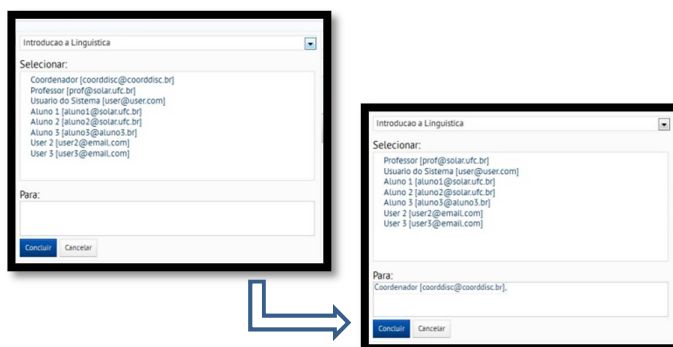 Introducao a Linguistica
Selecionar:
Coordenador [coorddisc@coorddisc.br]
Professor [prof@solar.ufc.br]
Usuario do Sistema [user@user.com]
Aluno 1 [aluno1@solar.ufc.br]
Aluno 2 [aluno2@solar.ufc.br]
Aluno 3 [aluno3@aluno3.br]
User 2 [user2@email.com]
User 3 [user3@email.com]
Para:
Concluir Cancelar
Introducao a Linguistica
Selecionar:
Professor [prof@solar.ufc.br]
Usuario do Sistema [user@user.com]
Aluno 1 [aluno1@solar.ufc.br]
Aluno 2 [aluno2@solar.ufc.br]
Aluno 3 [aluno3@aluno3.br]
User 2 [user2@email.com]
User 3 [user3@email.com]
Para:
Coordenador [coorddisc@coorddisc.br],
Concluir Cancelar